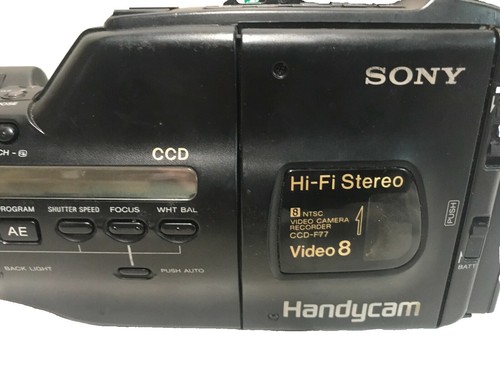 SONY
CCD
Hi-Fi Stereo
8 NTSC
VIDEO CAMERA
RECORDER
CCD-F77
Video 8
PUSH
PROGRAM SHUTTER SPEED FOCUS WHT BAL
AE
BACK LIGHT PUSH AUTO
BATT
Handycam